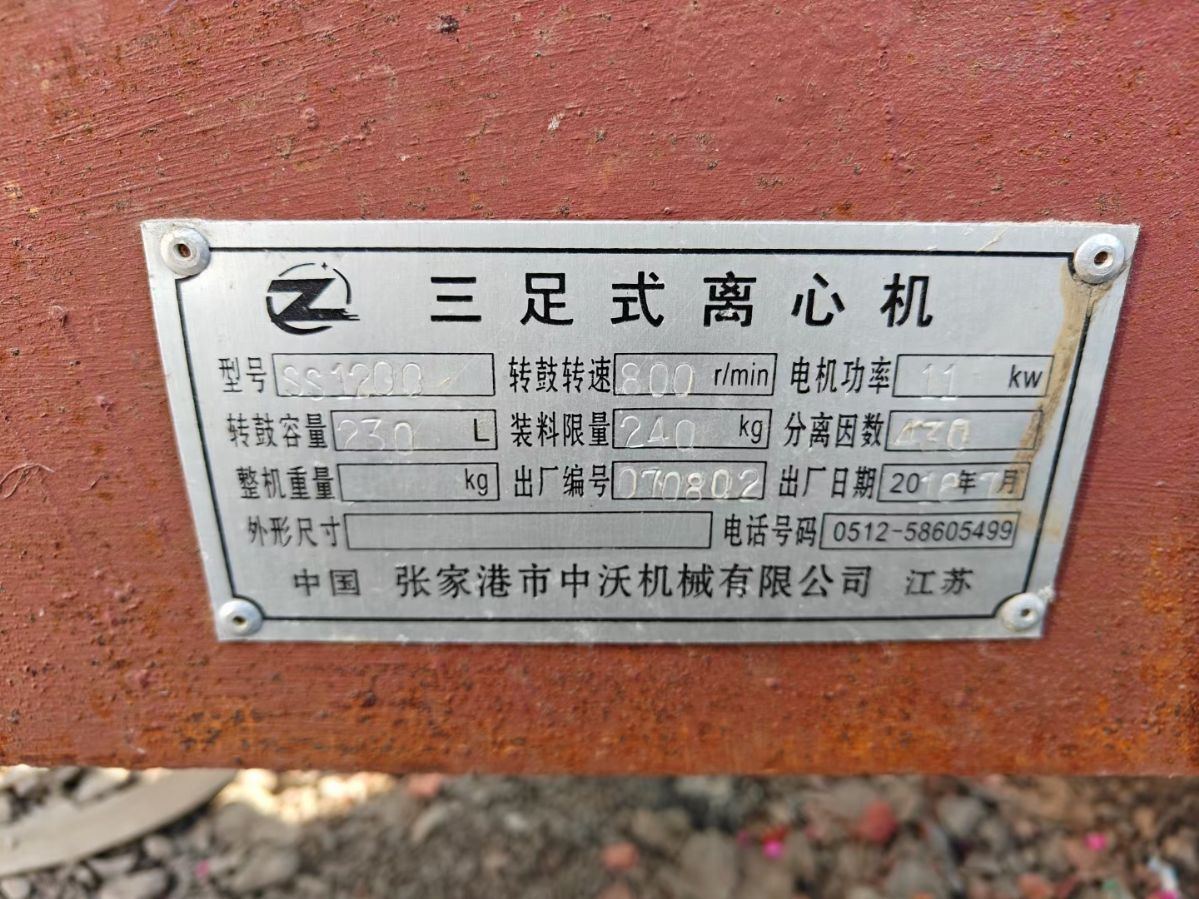 三足式离心机
型号 SS1200 转鼓转速 800 r/min 电机功率 11 kw
转鼓容量 230 L 装料限量 240 kg 分离因数 430
整机重量 kg 出厂编号 070802 出厂日期 20 年 月
外形尺寸 电话号码 0512-58605499
中国 张家港市中沃机械有限公司 江苏